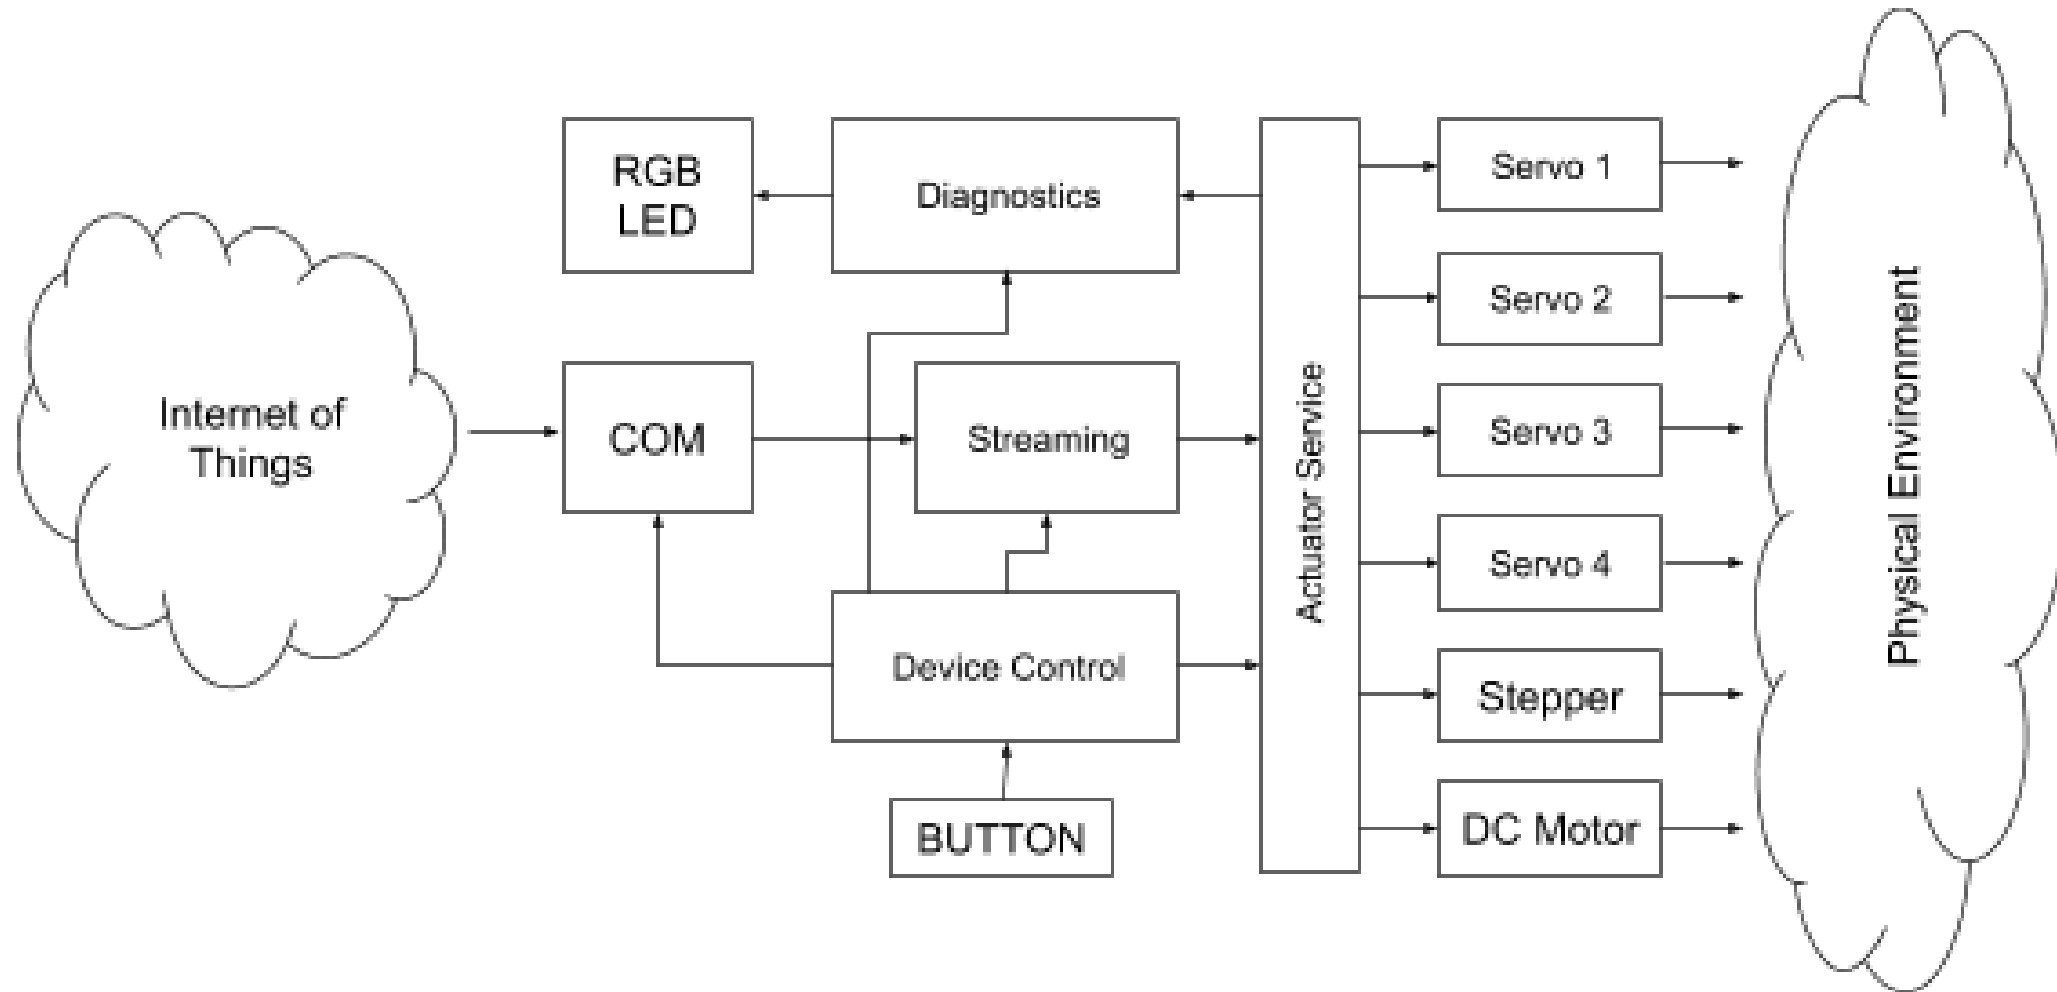 RGB
LED
Diagnostics
Servo 1
Servo 2
Internet of
Things
COM
Streaming
Actuator Service
Servo 3
Physical Environment
Servo 4
Device Control
Stepper
BUTTON
DC Motor